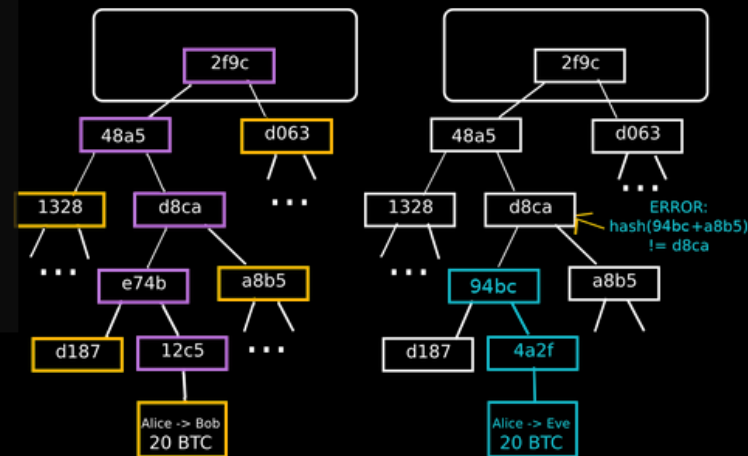 2f9c
48a5
d063
1328
d8ca
...
...
e74b
a8b5
d187
12c5
...
Alice -> Bob
20 BTC
2f9c
48a5
d063
...
1328
d8ca
ERROR:
hash(94bc+a8b5)
!= d8ca
...
94bc
a8b5
d187
4a2f
Alice -> Eve
20 BTC